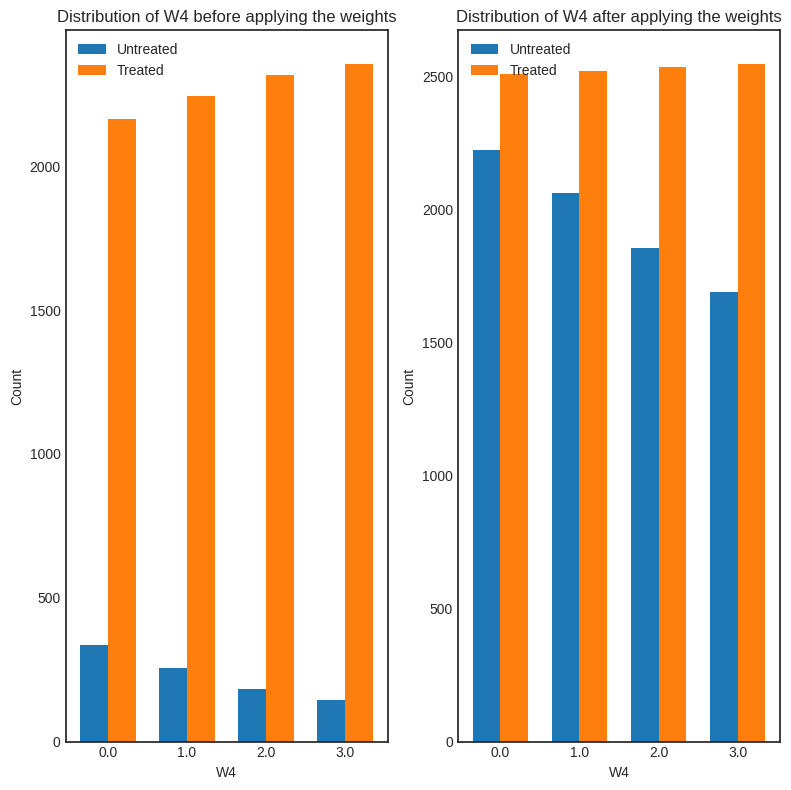 Distribution of W4 before applying the weights
Untreated
Treated
2000
1500
1000
500
0
Count
0.0 1.0 2.0 3.0
W4
Distribution of W4 after applying the weights
Untreated
Treated
2500
2000
1500
1000
500
0
Count
0.0 1.0 2.0 3.0
W4